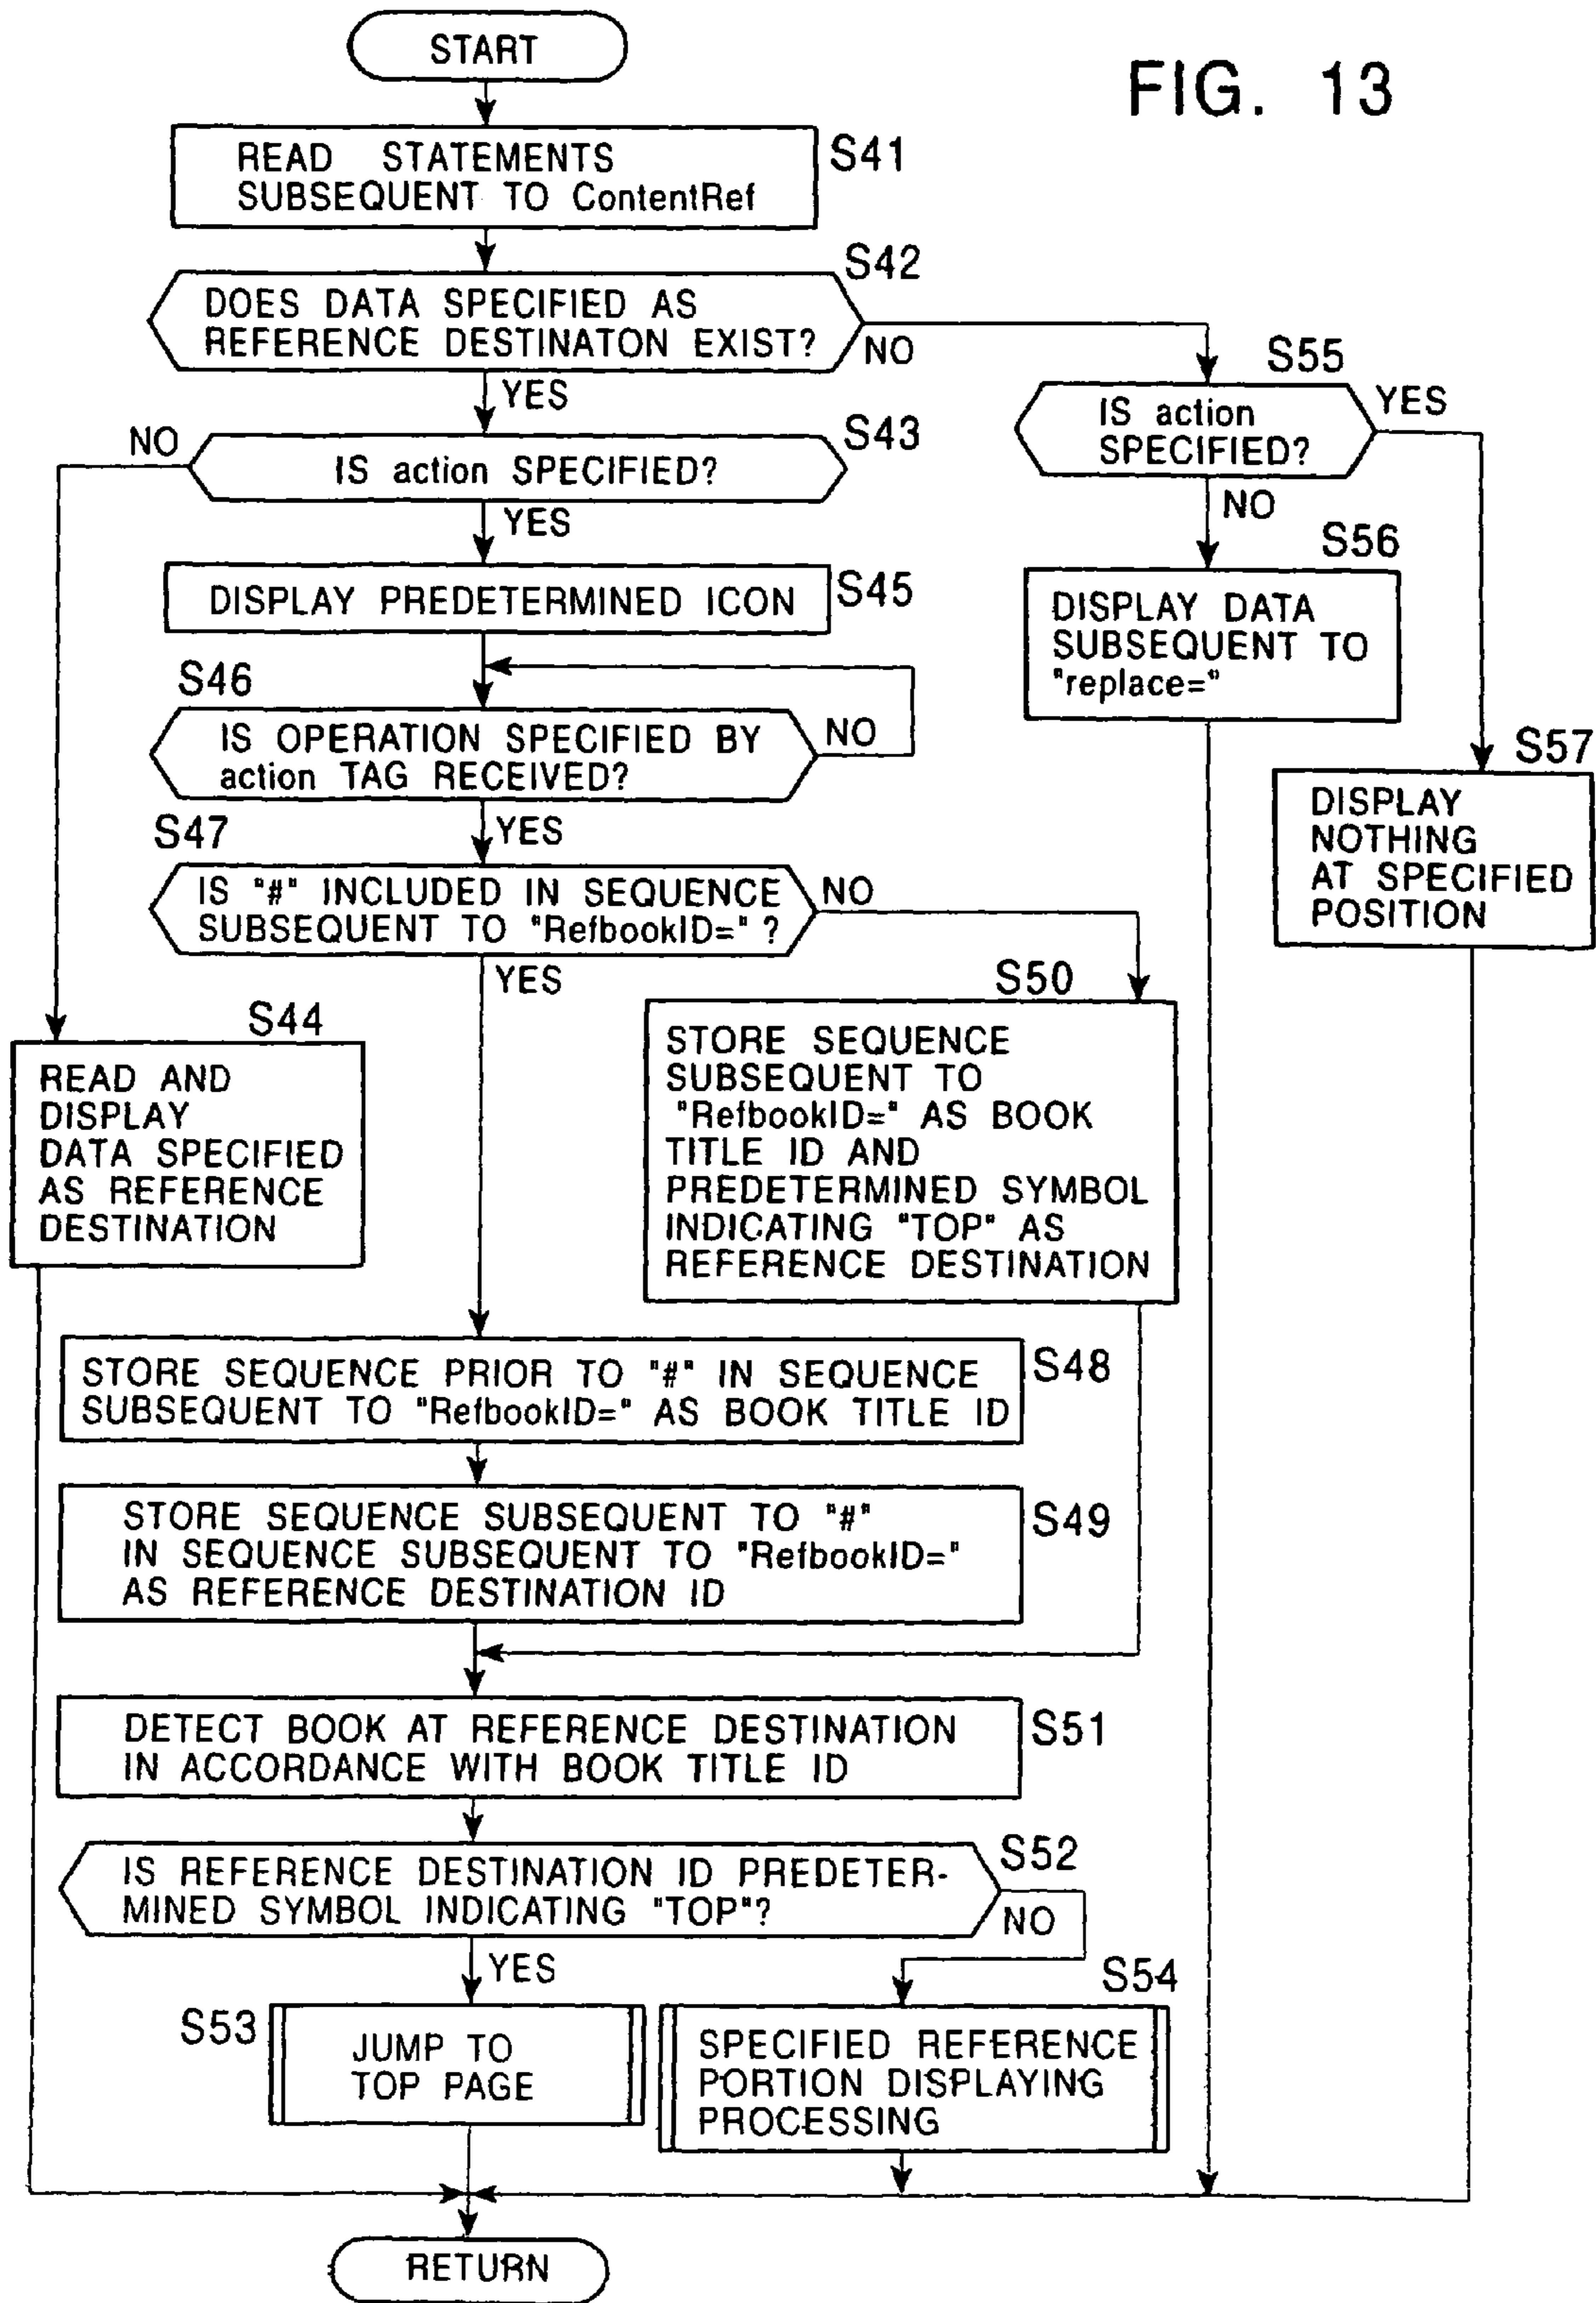 START
FIG. 13
READ STATEMENTS
SUBSEQUENT TO ContentRef
S41
S42
DOES DATA SPECIFIED AS
REFERENCE DESTINATON EXIST?
NO
YES
S55
IS action
SPECIFIED?
YES
NO
NO
S43
IS action SPECIFIED?
YES
S56
DISPLAY DATA
SUBSEQUENT TO
"replace="
DISPLAY PREDETERMINED ICON
S45
S46
IS OPERATION SPECIFIED BY
action TAG RECEIVED?
NO
YES
S57
DISPLAY
NOTHING
AT SPECIFIED
POSITION
S47
IS "#" INCLUDED IN SEQUENCE
SUBSEQUENT TO "RefbookID=" ?
NO
YES
S44
READ AND
DISPLAY
DATA SPECIFIED
AS REFERENCE
DESTINATION
S50
STORE SEQUENCE
SUBSEQUENT TO
"RefbookID=" AS BOOK
TITLE ID AND
PREDETERMINED SYMBOL
INDICATING "TOP" AS
REFERENCE DESTINATION
STORE SEQUENCE PRIOR TO "#" IN SEQUENCE
SUBSEQUENT TO "RefbookID=" AS BOOK TITLE ID
S48
STORE SEQUENCE SUBSEQUENT TO "#"
IN SEQUENCE SUBSEQUENT TO "RefbookID="
AS REFERENCE DESTINATION ID
S49
DETECT BOOK AT REFERENCE DESTINATION
IN ACCORDANCE WITH BOOK TITLE ID
S51
IS REFERENCE DESTINATION ID PREDETER-
MINED SYMBOL INDICATING "TOP"?
S52
NO
YES
S53
JUMP TO
TOP PAGE
S54
SPECIFIED REFERENCE
PORTION DISPLAYING
PROCESSING
RETURN